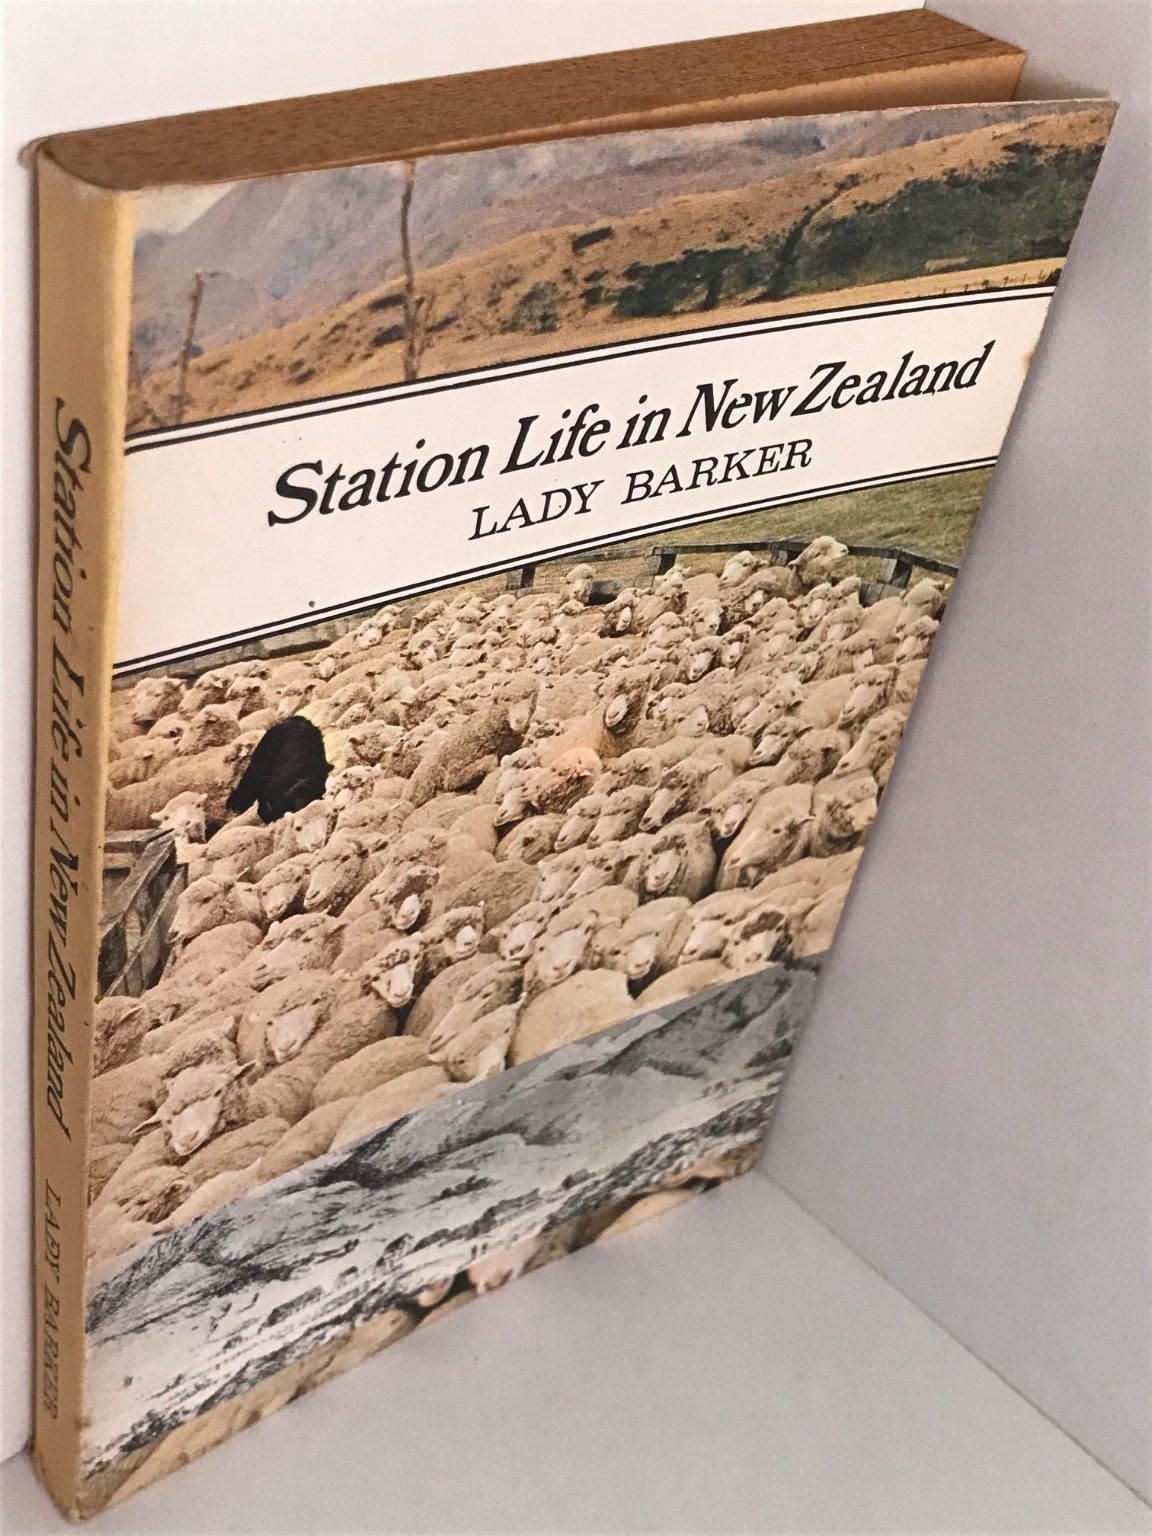 Station Life in New Zealand
LADY BARKER
Station Life in New Zealand LADY BARKER